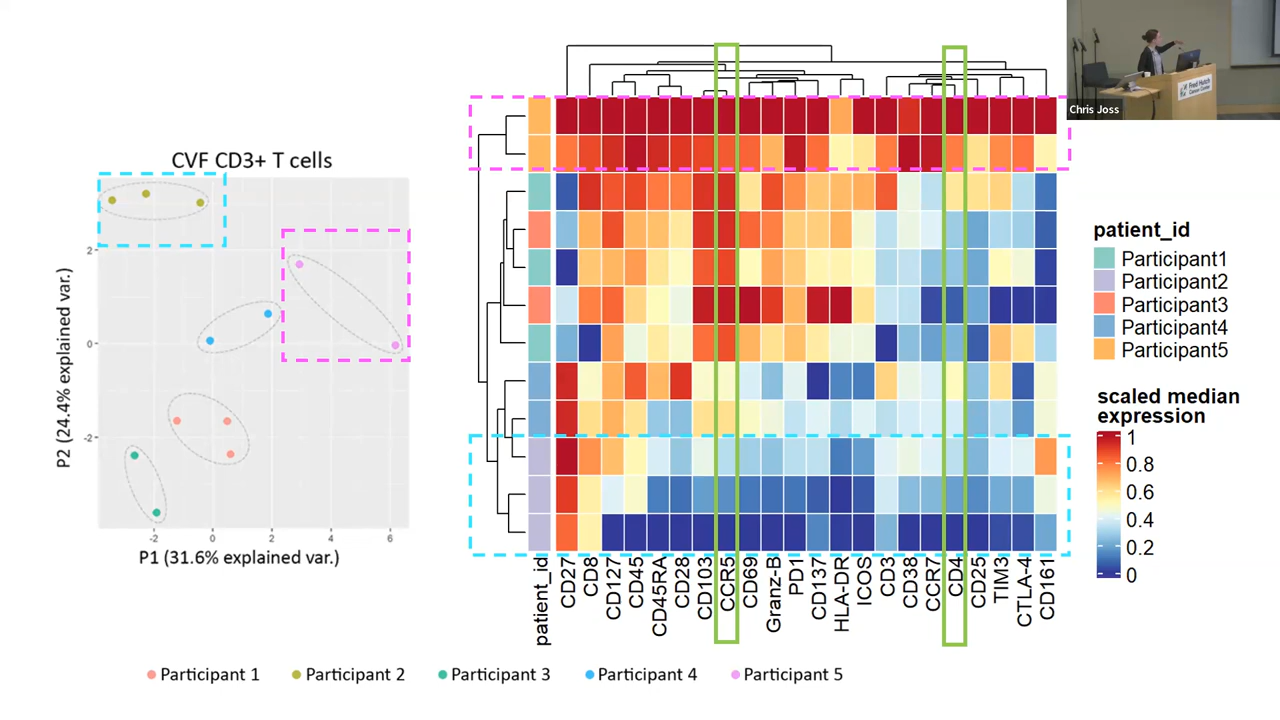 CVF CD3+ T cells
P2 (24.4% explained var.)
2
0
-2
-2
0
2
4
6
P1 (31.6% explained var.)
Participant 1
Participant 2
Participant 3
Participant 4
Participant 5
patient_id
CD27
CD8
CD127
CD45
CD45RA
CD28
CD103
CCR5
CD69
Granz-B
PD1
CD137
HLA-DR
ICOS
CD3
CD38
CCR7
CD4
CD25
TIM3
CTLA-4
CD161
patient_id
Participant1
Participant2
Participant3
Participant4
Participant5
scaled median
expression
1
0.8
0.6
0.4
0.2
0
Fred Hutch
Cancer Center
Chris Joss